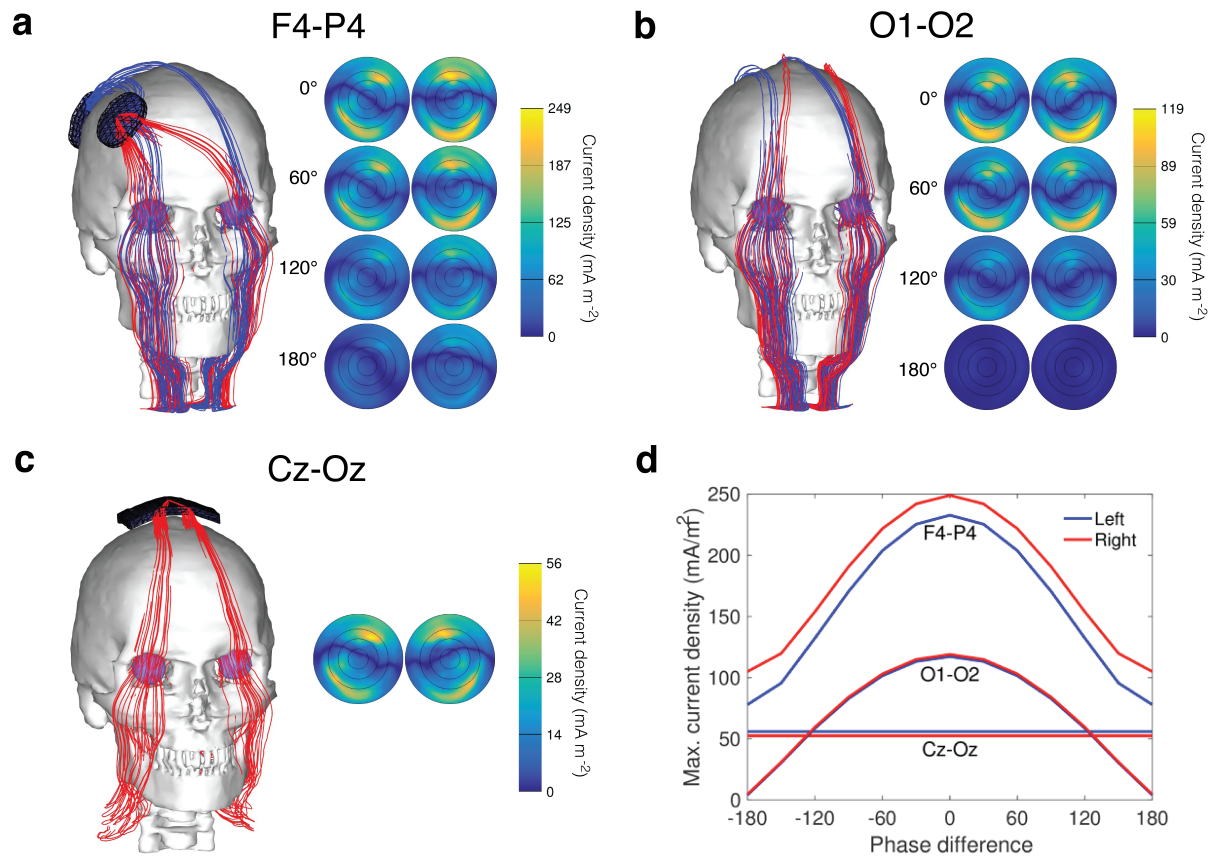 a
F4-P4
0°
60°
120°
180°
249
187
125
62
0
Current density (mA m-2)
b
O1-O2
0°
60°
120°
180°
119
89
59
30
0
Current density (mA m-2)
c
Cz-Oz
56
42
28
14
0
Current density (mA m-2)
d
250
200
150
100
50
0
Max. current density (mA/m2)
Left
Right
F4-P4
O1-O2
Cz-Oz
-180
-120
-60
0
60
120
180
Phase difference